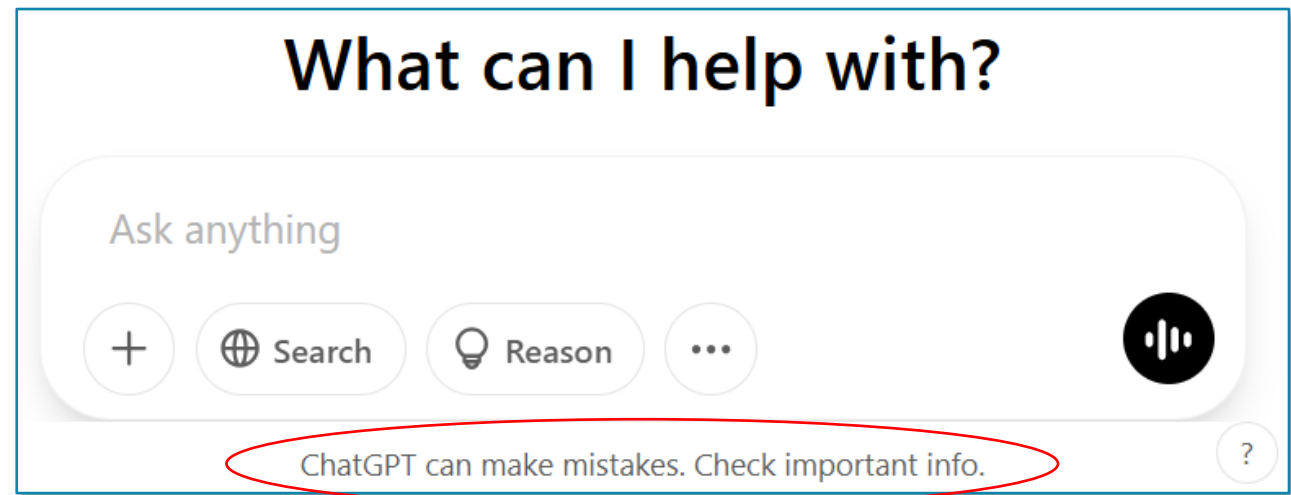 What can I help with?
Ask anything
Search Reason
ChatGPT can make mistakes. Check important info.
?